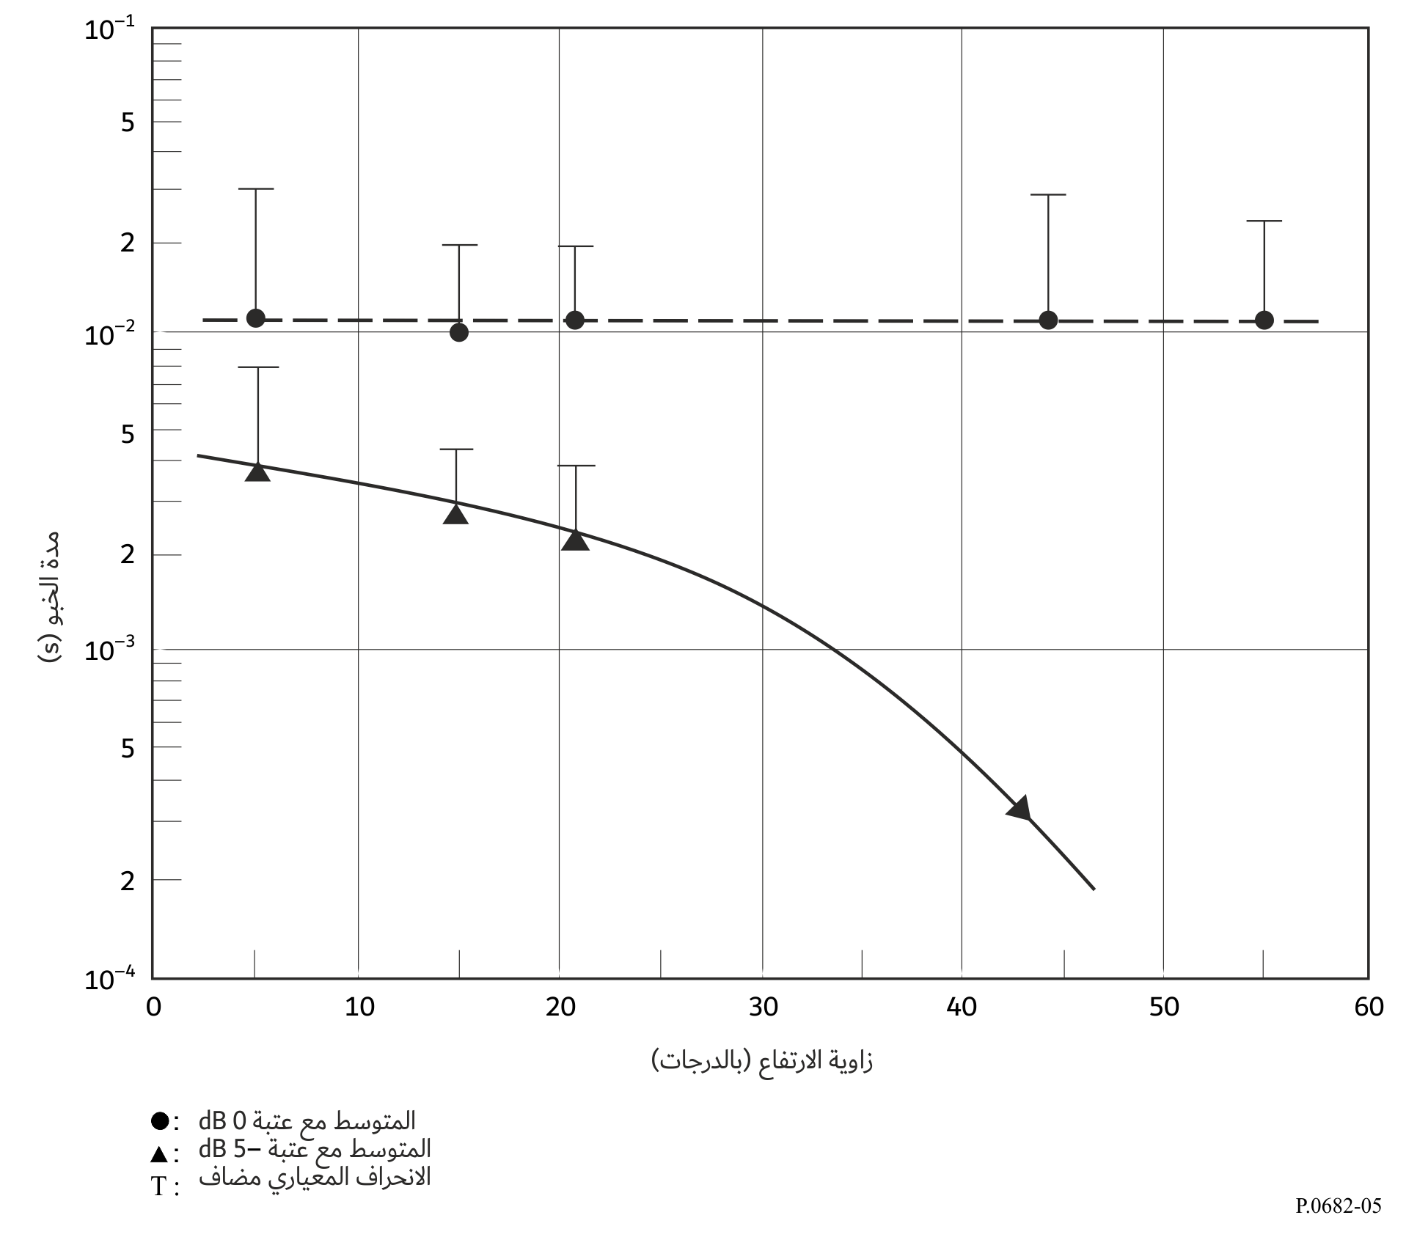 10⁻¹
5
2
10⁻²
5
2
10⁻³
5
2
10⁻⁴
مدة الخبو (s)
0 10 20 30 40 50 60
زاوية الارتفاع (بالدرجات)
●: المتوسط مع عتبة 0 dB
▲: المتوسط مع عتبة –5 dB
T: الانحراف المعياري مضاف
P.0682-05